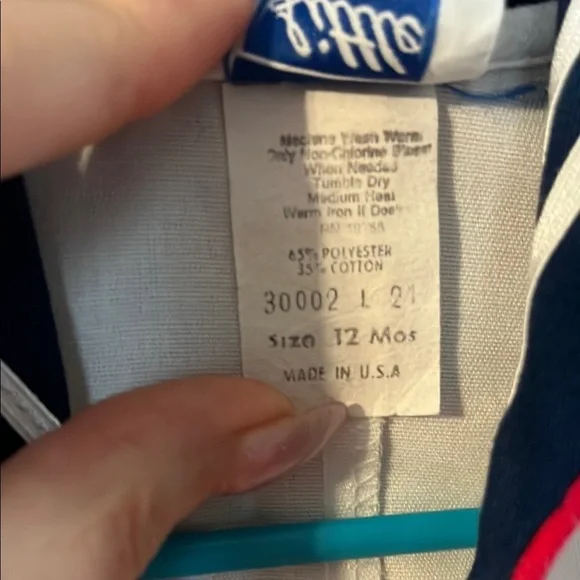 little
Machine Wash Warm
Only Non-Chlorine Bleach
When Needed
Tumble Dry
Medium Heat
Warm Iron If
65% POLYESTER
35% COTTON
30002 L 21
Size 12 Mos
MADE IN U.S.A